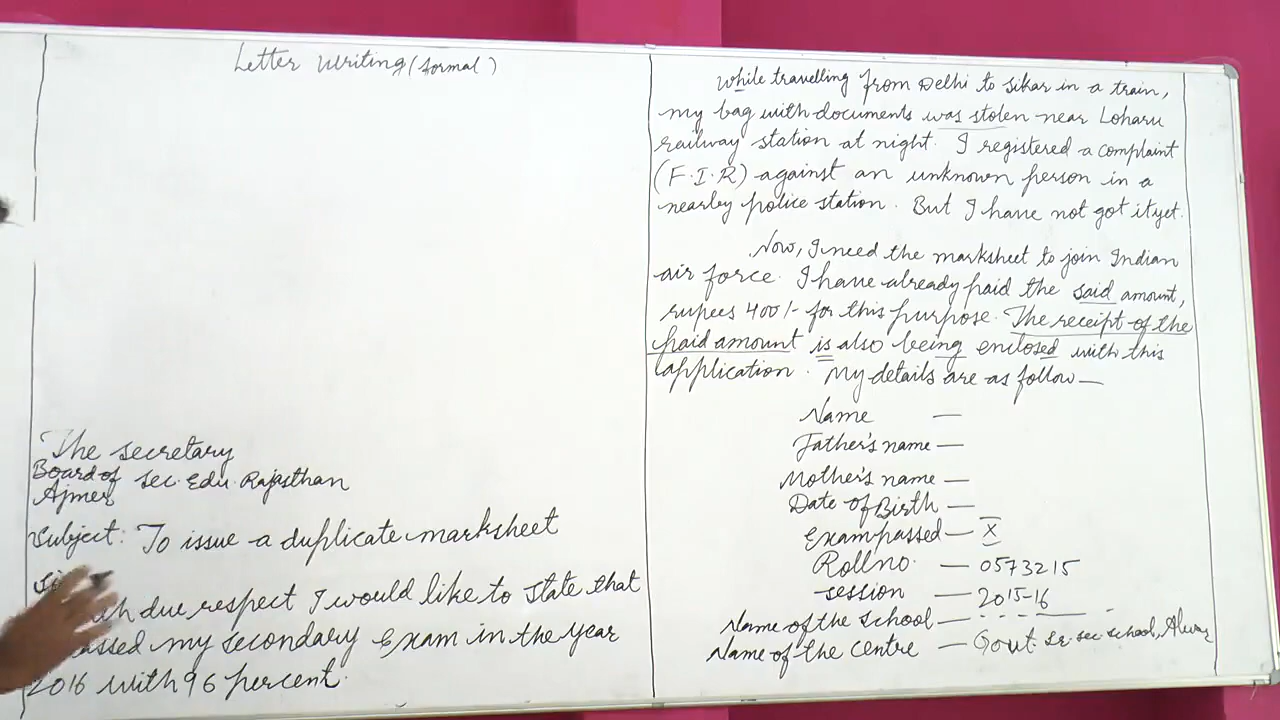 Letter Writing (formal)
The secretary
Board of sec. Edu. Rajasthan
Ajmer
Subject: To issue a duplicate marksheet
due respect I would like to state that
my secondary Exam in the year
2016 with 96 percent.
While travelling from Delhi to Sikar in a train,
my bag with documents was stolen near Loharu
railway station at night. I registered a complaint
(F.I.R) against an unknown person in a
nearby police station. But I have not got it yet.
Now, I need the marksheet to join Indian
air force. I have already paid the said amount,
rupees 400/- for this purpose. The receipt of the
paid amount is also being enclosed with this
application. My details are as follow—
Name —
Father's name —
Mother's name —
Date of Birth —
Exam passed — X
Roll no. — 0573215
session — 2015-16
Name of the school — - - - -
Name of the centre — Govt. Sr. sec school, Alwar